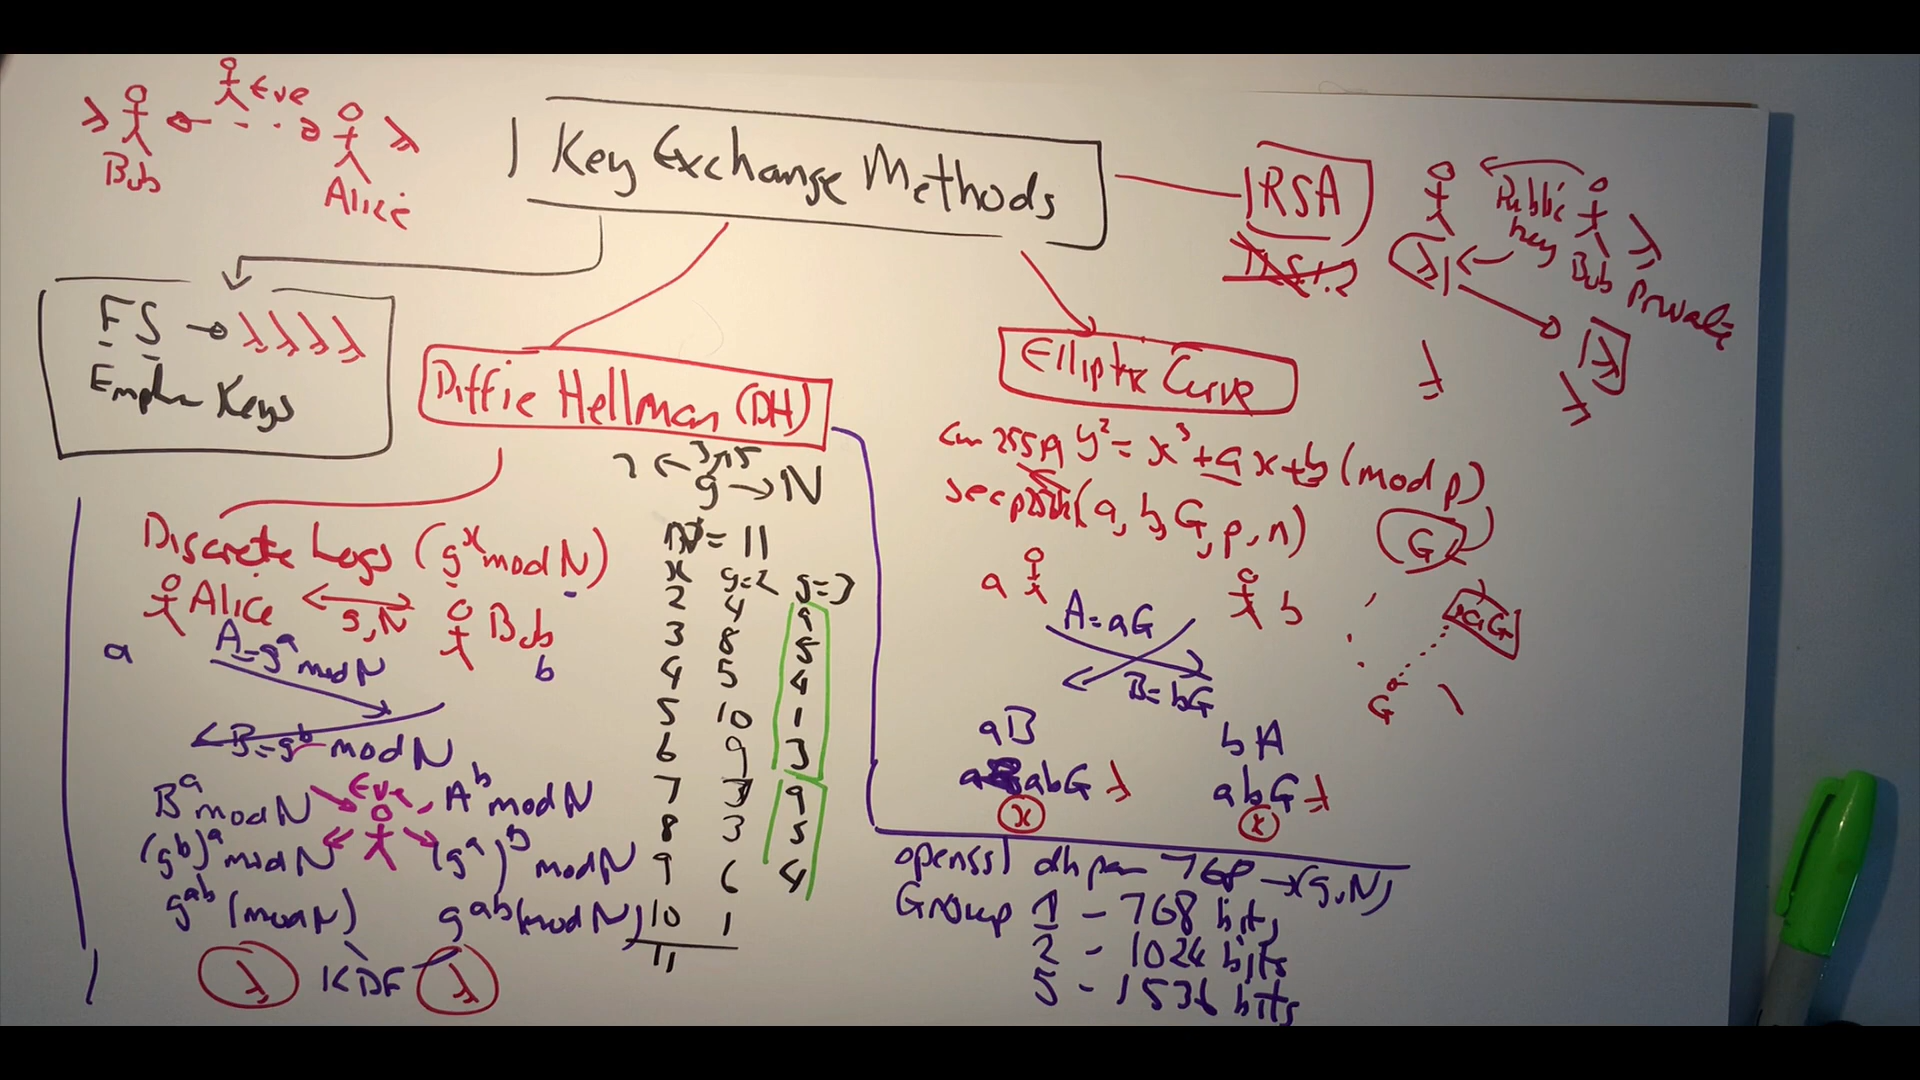 Eve
Bob
Alice
Key Exchange Methods
RSA
Public
key
Bob
Private
FS
Keys
Diffie Hellman (DH)
Elliptic Curve
3, 5
g → N
y² = x³ + ax + b (mod p)
(a, b, G, p, n)
G
Discrete Logs (g^x mod N)
Alice
g, N
Bob
a
A = g^a mod N
b
B = g^b mod N
Eve
B^a mod N
A^b mod N
(g^b)^a mod N
(g^a)^b mod N
g^ab (mod N)
g^ab (mod N)
λ KDF λ
N = 11
x g=2 g=3
2 4 9
3 8 5
4 5 4
5 10 1
6 9 3
7 7 9
8 3 5
9 6 4
10 1
11
a
b
A = aG
B = bG
aB
bA
abG λ
abG λ
x
x
aG
G
openssl dhparam 768 → (g, N)
Group 1 - 768 bits
2 - 1024 bits
5 - 1536 bits